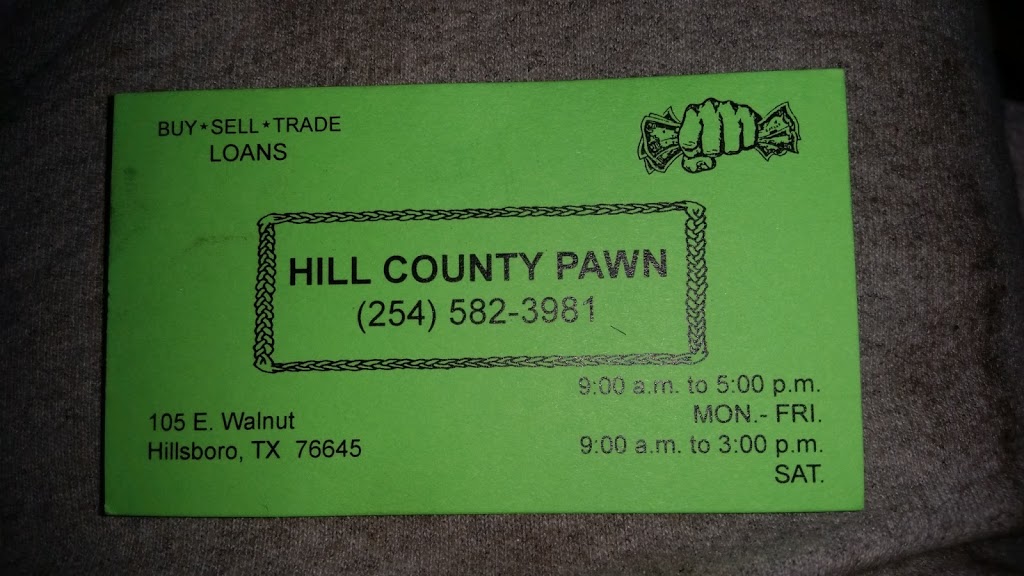 BUY★SELL★TRADE
LOANS
HILL COUNTY PAWN
(254) 582-3981
105 E. Walnut
Hillsboro, TX 76645
9:00 a.m. to 5:00 p.m.
MON.- FRI.
9:00 a.m. to 3:00 p.m.
SAT.